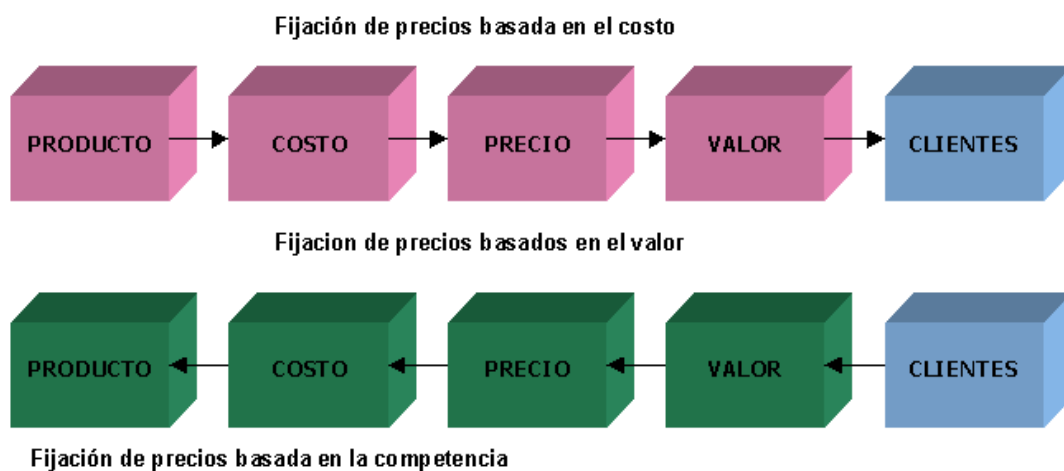 Fijación de precios basada en el costo
PRODUCTO COSTO PRECIO VALOR CLIENTES
Fijacion de precios basados en el valor
PRODUCTO COSTO PRECIO VALOR CLIENTES
Fijación de precios basada en la competencia